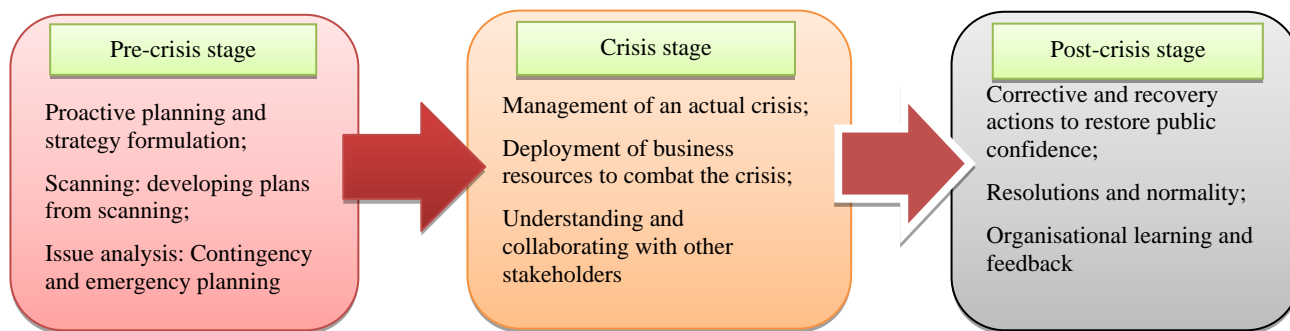 Pre-crisis stage
Proactive planning and
strategy formulation;
Scanning: developing plans
from scanning;
Issue analysis: Contingency
and emergency planning
Crisis stage
Management of an actual crisis;
Deployment of business
resources to combat the crisis;
Understanding and
collaborating with other
stakeholders
Post-crisis stage
Corrective and recovery
actions to restore public
confidence;
Resolutions and normality;
Organisational learning and
feedback